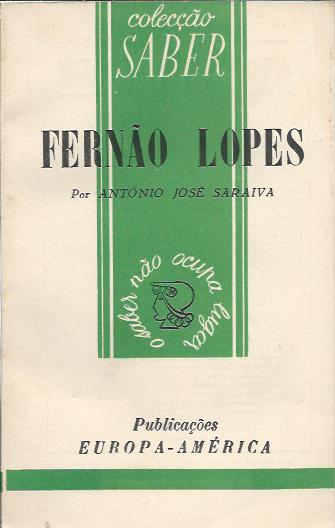 colecção
SABER
FERNÃO LOPES
Por ANTÓNIO JOSÉ SARAIVA
o saber não ocupa lugar
Publicações
EUROPA-AMÉRICA